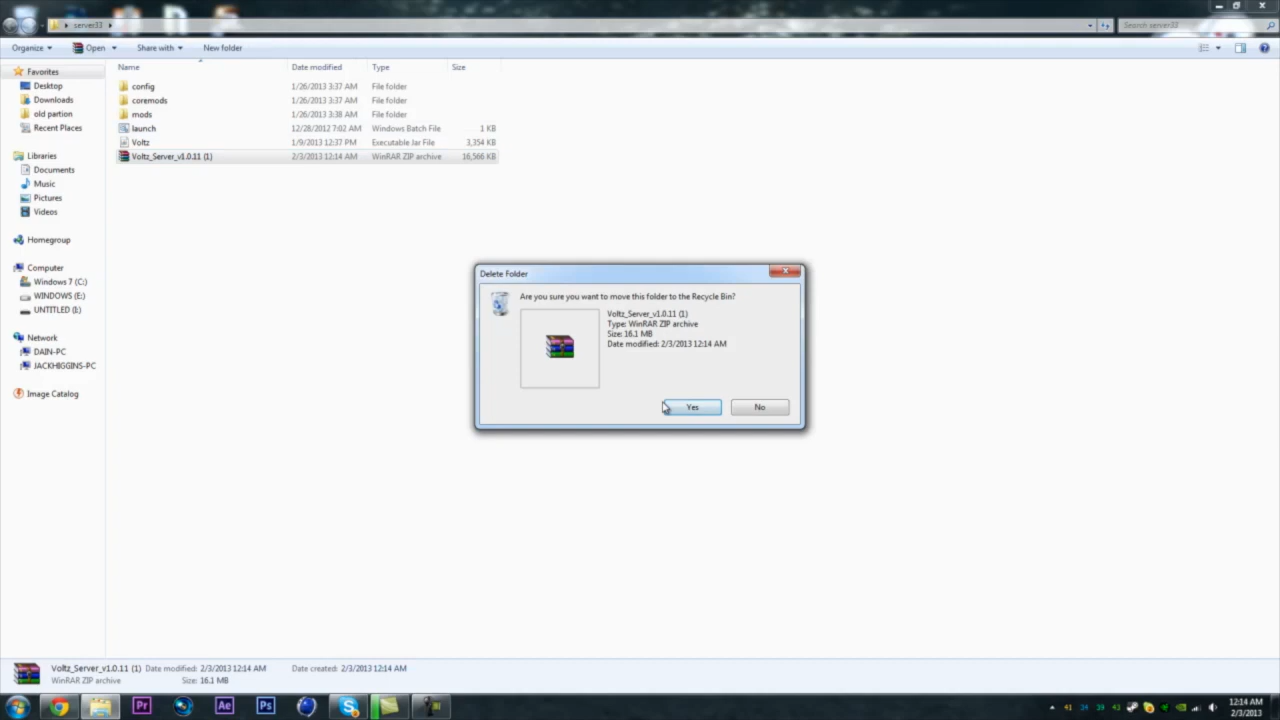 server33
Search server33
Organize Open Share with New folder
Name Date modified Type Size
Favorites
Desktop
Downloads
old partion
Recent Places
Libraries
Documents
Music
Pictures
Videos
Homegroup
Computer
Windows 7 (C:)
WINDOWS (E:)
UNTITLED (I:)
Network
DAIN-PC
JACKHIGGINS-PC
Image Catalog
config 1/26/2013 3:37 AM File folder
coremods 1/26/2013 3:37 AM File folder
mods 1/26/2013 3:38 AM File folder
launch 12/28/2012 7:02 AM Windows Batch File 1 KB
Voltz 1/9/2013 12:37 PM Executable Jar File 3,354 KB
Voltz_Server_v1.0.11 (1) 2/3/2013 12:14 AM WinRAR ZIP archive 16,566 KB
Delete Folder
Are you sure you want to move this folder to the Recycle Bin?
Voltz_Server_v1.0.11 (1)
Type: WinRAR ZIP archive
Size: 16.1 MB
Date modified: 2/3/2013 12:14 AM
Yes No
Voltz_Server_v1.0.11 (1) Date modified: 2/3/2013 12:14 AM Date created: 2/3/2013 12:14 AM
WinRAR ZIP archive Size: 16.1 MB
Pr Ae Ps
12:14 AM
2/3/2013